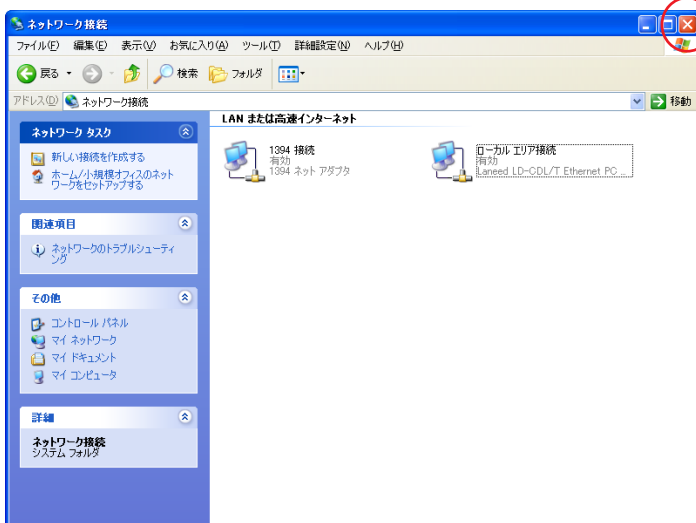 ネットワーク接続
ファイル(F) 編集(E) 表示(V) お気に入り(A) ツール(T) 詳細設定(N) ヘルプ(H)
戻る 検索 フォルダ
アドレス(D) ネットワーク接続 移動
ネットワーク タスク
新しい接続を作成する
ホーム/小規模オフィスのネット
ワークをセットアップする
関連項目
ネットワークのトラブルシューティ
ング
その他
コントロール パネル
マイ ネットワーク
マイ ドキュメント
マイ コンピュータ
詳細
ネットワーク接続
システム フォルダ
LAN または高速インターネット
1394 接続
有効
1394 ネット アダプタ
ローカル エリア接続
有効
Laneed LD-CDL/T Ethernet PC ...